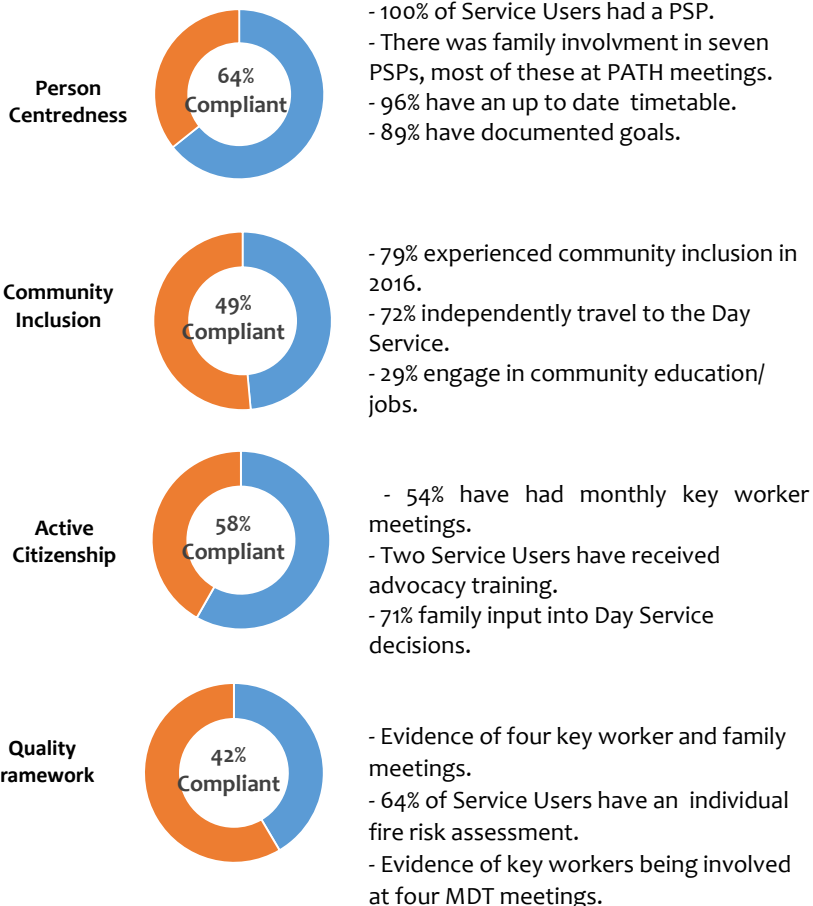 Person
Centredness
64%
Compliant
- 100% of Service Users had a PSP.
- There was family involvment in seven
PSPs, most of these at PATH meetings.
- 96% have an up to date timetable.
- 89% have documented goals.
Community
Inclusion
49%
Compliant
- 79% experienced community inclusion in
2016.
- 72% independently travel to the Day
Service.
- 29% engage in community education/
jobs.
Active
Citizenship
58%
Compliant
- 54% have had monthly key worker
meetings.
- Two Service Users have received
advocacy training.
- 71% family input into Day Service
decisions.
Quality
ramework
42%
Compliant
- Evidence of four key worker and family
meetings.
- 64% of Service Users have an individual
fire risk assessment.
- Evidence of key workers being involved
at four MDT meetings.